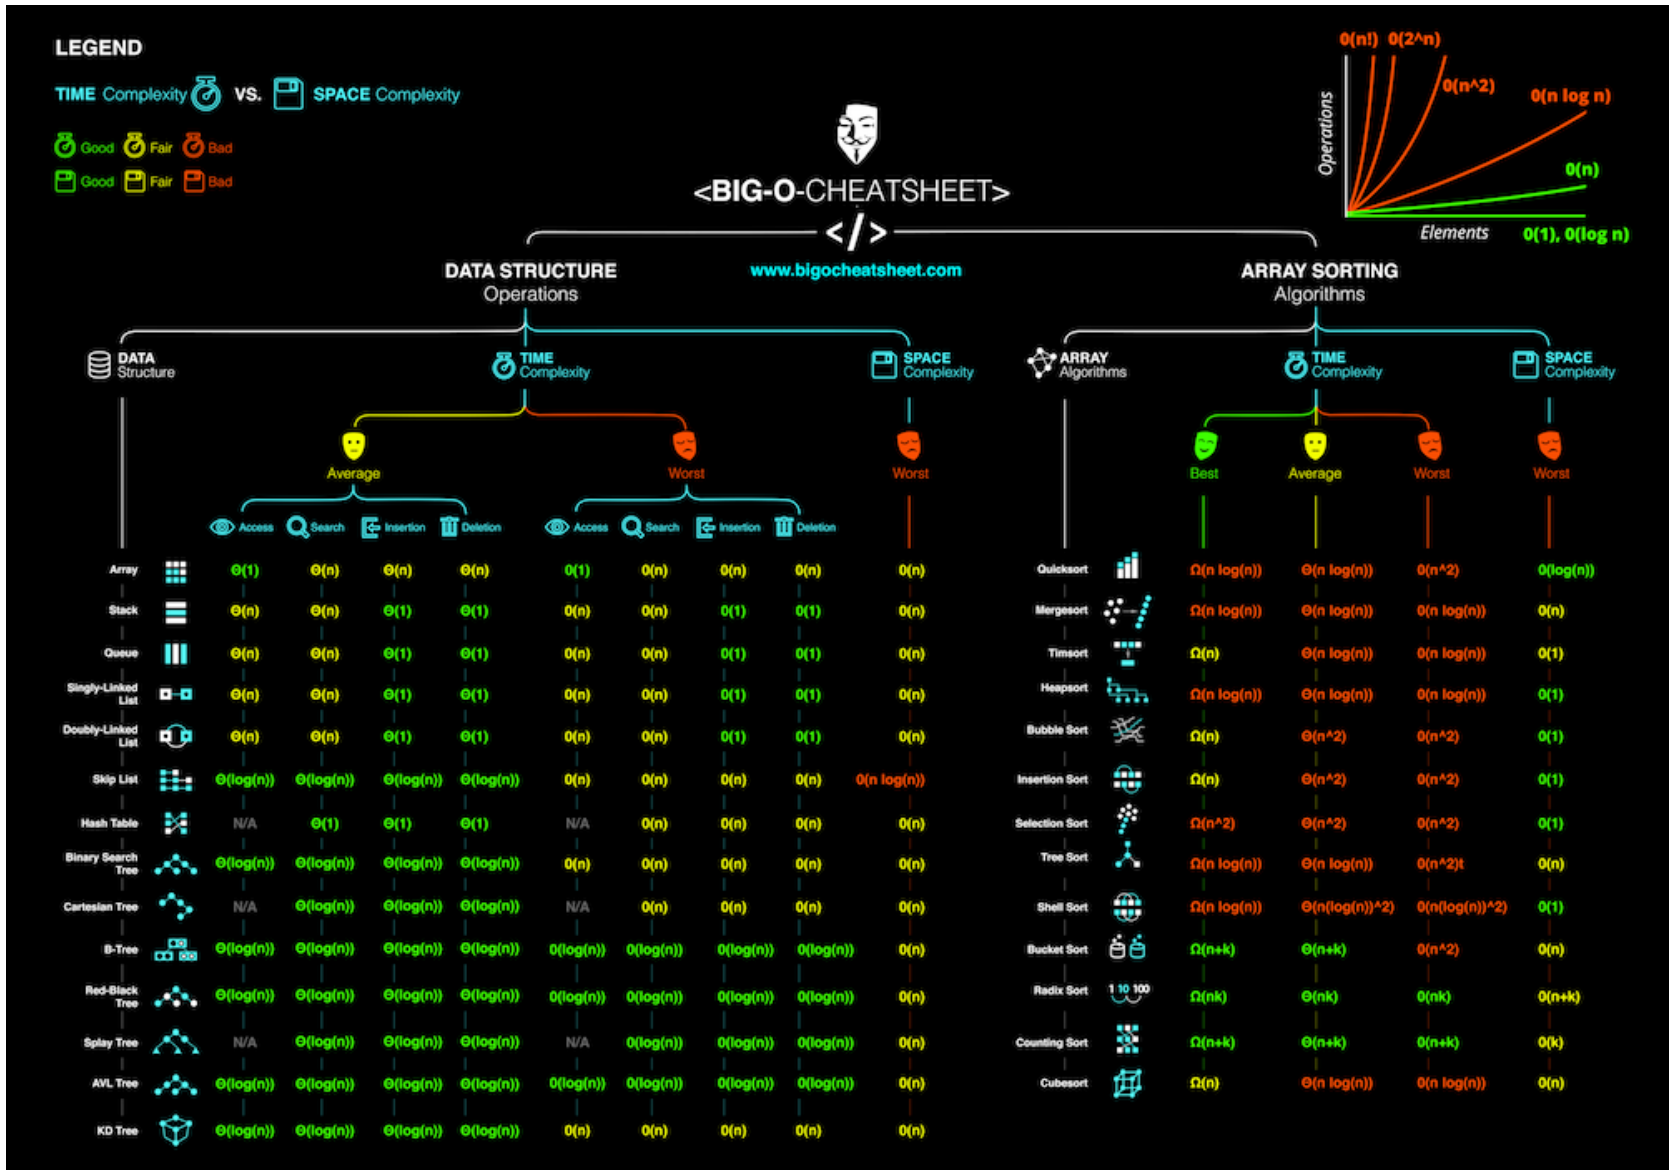 LEGEND
TIME Complexity VS. SPACE Complexity
Good Fair Bad
Good Fair Bad
<BIG-O-CHEATSHEET>
</>
www.bigocheatsheet.com
O(n!) O(2^n)
O(n^2)
O(n log n)
O(n)
O(1), O(log n)
Operations
Elements
DATA STRUCTURE
Operations
DATA
Structure
TIME
Complexity
SPACE
Complexity
Average Worst Worst
Access Search Insertion Deletion Access Search Insertion Deletion
Array Θ(1) Θ(n) Θ(n) Θ(n) O(1) O(n) O(n) O(n) O(n)
Stack Θ(n) Θ(n) Θ(1) Θ(1) O(n) O(n) O(1) O(1) O(n)
Queue Θ(n) Θ(n) Θ(1) Θ(1) O(n) O(n) O(1) O(1) O(n)
Singly-Linked
List Θ(n) Θ(n) Θ(1) Θ(1) O(n) O(n) O(1) O(1) O(n)
Doubly-Linked
List Θ(n) Θ(n) Θ(1) Θ(1) O(n) O(n) O(1) O(1) O(n)
Skip List Θ(log(n)) Θ(log(n)) Θ(log(n)) Θ(log(n)) O(n) O(n) O(n) O(n) O(n log(n))
Hash Table N/A Θ(1) Θ(1) Θ(1) N/A O(n) O(n) O(n) O(n)
Binary Search
Tree Θ(log(n)) Θ(log(n)) Θ(log(n)) Θ(log(n)) O(n) O(n) O(n) O(n) O(n)
Cartesian Tree N/A Θ(log(n)) Θ(log(n)) Θ(log(n)) N/A O(n) O(n) O(n) O(n)
B-Tree Θ(log(n)) Θ(log(n)) Θ(log(n)) Θ(log(n)) O(log(n)) O(log(n)) O(log(n)) O(log(n)) O(n)
Red-Black
Tree Θ(log(n)) Θ(log(n)) Θ(log(n)) Θ(log(n)) O(log(n)) O(log(n)) O(log(n)) O(log(n)) O(n)
Splay Tree N/A Θ(log(n)) Θ(log(n)) Θ(log(n)) N/A O(log(n)) O(log(n)) O(log(n)) O(n)
AVL Tree Θ(log(n)) Θ(log(n)) Θ(log(n)) Θ(log(n)) O(log(n)) O(log(n)) O(log(n)) O(log(n)) O(n)
KD Tree Θ(log(n)) Θ(log(n)) Θ(log(n)) Θ(log(n)) O(n) O(n) O(n) O(n) O(n)
ARRAY SORTING
Algorithms
ARRAY
Algorithms
TIME
Complexity
SPACE
Complexity
Best Average Worst Worst
Quicksort Ω(n log(n)) Θ(n log(n)) O(n^2) O(log(n))
Mergesort Ω(n log(n)) Θ(n log(n)) O(n log(n)) O(n)
Timsort Ω(n) Θ(n log(n)) O(n log(n)) O(1)
Heapsort Ω(n log(n)) Θ(n log(n)) O(n log(n)) O(1)
Bubble Sort Ω(n) Θ(n^2) O(n^2) O(1)
Insertion Sort Ω(n) Θ(n^2) O(n^2) O(1)
Selection Sort Ω(n^2) Θ(n^2) O(n^2) O(1)
Tree Sort Ω(n log(n)) Θ(n log(n)) O(n^2)t O(n)
Shell Sort Ω(n log(n)) Θ(n(log(n))^2) O(n(log(n))^2) O(1)
Bucket Sort Ω(n+k) Θ(n+k) O(n^2) O(n)
Radix Sort 1 10 100 Ω(nk) Θ(nk) O(nk) O(n+k)
Counting Sort Ω(n+k) Θ(n+k) O(n+k) O(k)
Cubesort Ω(n) Θ(n log(n)) O(n log(n)) O(n)